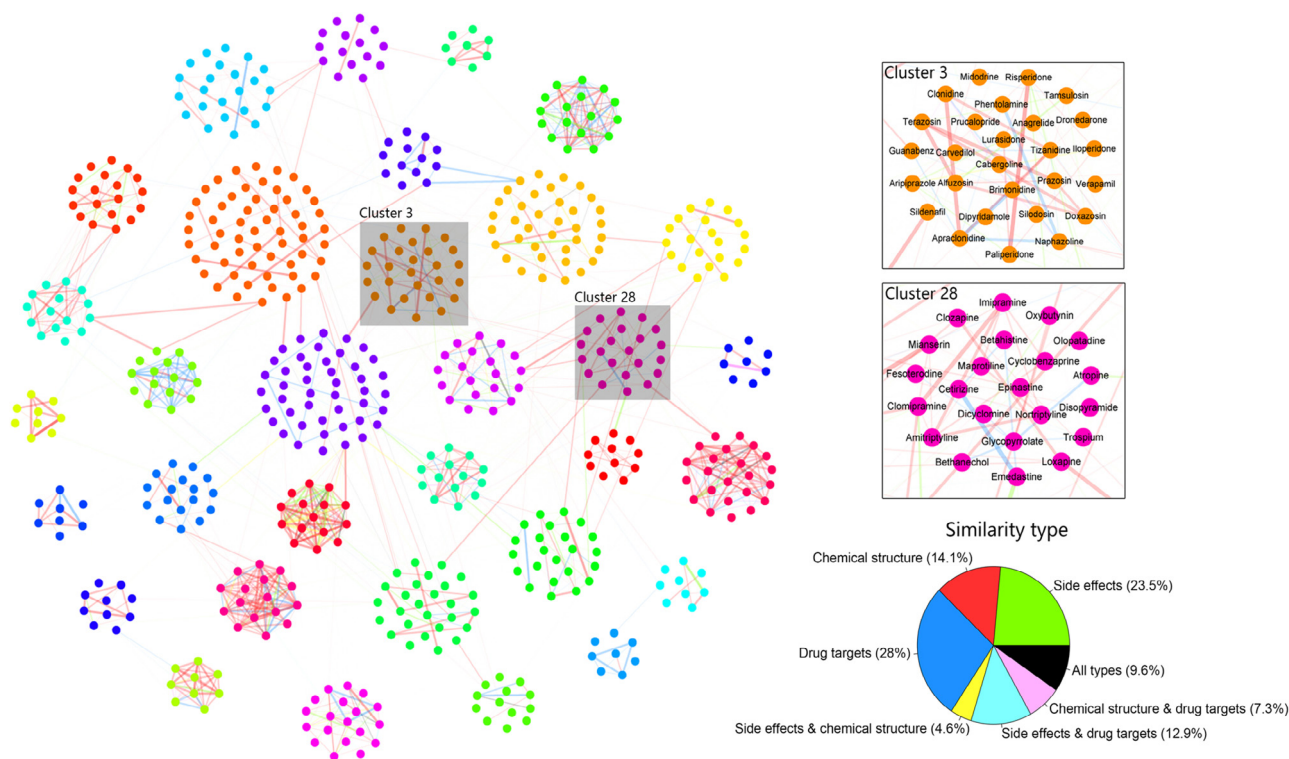 Cluster 3
Cluster 28
Cluster 3
Midodrine Risperidone
Clonidine Tamsulosin
Phentolamine
Terazosin Prucalopride Anagrelide Dronedarone
Lurasidone
Guanabenz Carvedilol Tizanidine Iloperidone
Cabergoline
Aripiprazole Alfuzosin Brimonidine Prazosin Verapamil
Sildenafil Dipyridamole Silodosin Doxazosin
Apraclonidine Naphazoline
Paliperidone
Cluster 28
Imipramine
Clozapine Oxybutynin
Mianserin Betahistine Olopatadine
Maprotiline Cyclobenzaprine
Fesoterodine Atropine
Cetirizine Epinastine
Clomipramine Dicyclomine Nortriptyline Disopyramide
Amitriptyline Glycopyrrolate Trospium
Bethanechol Loxapine
Emedastine
Similarity type
Chemical structure (14.1%)
Side effects (23.5%)
Drug targets (28%)
All types (9.6%)
Chemical structure & drug targets (7.3%)
Side effects & chemical structure (4.6%)
Side effects & drug targets (12.9%)